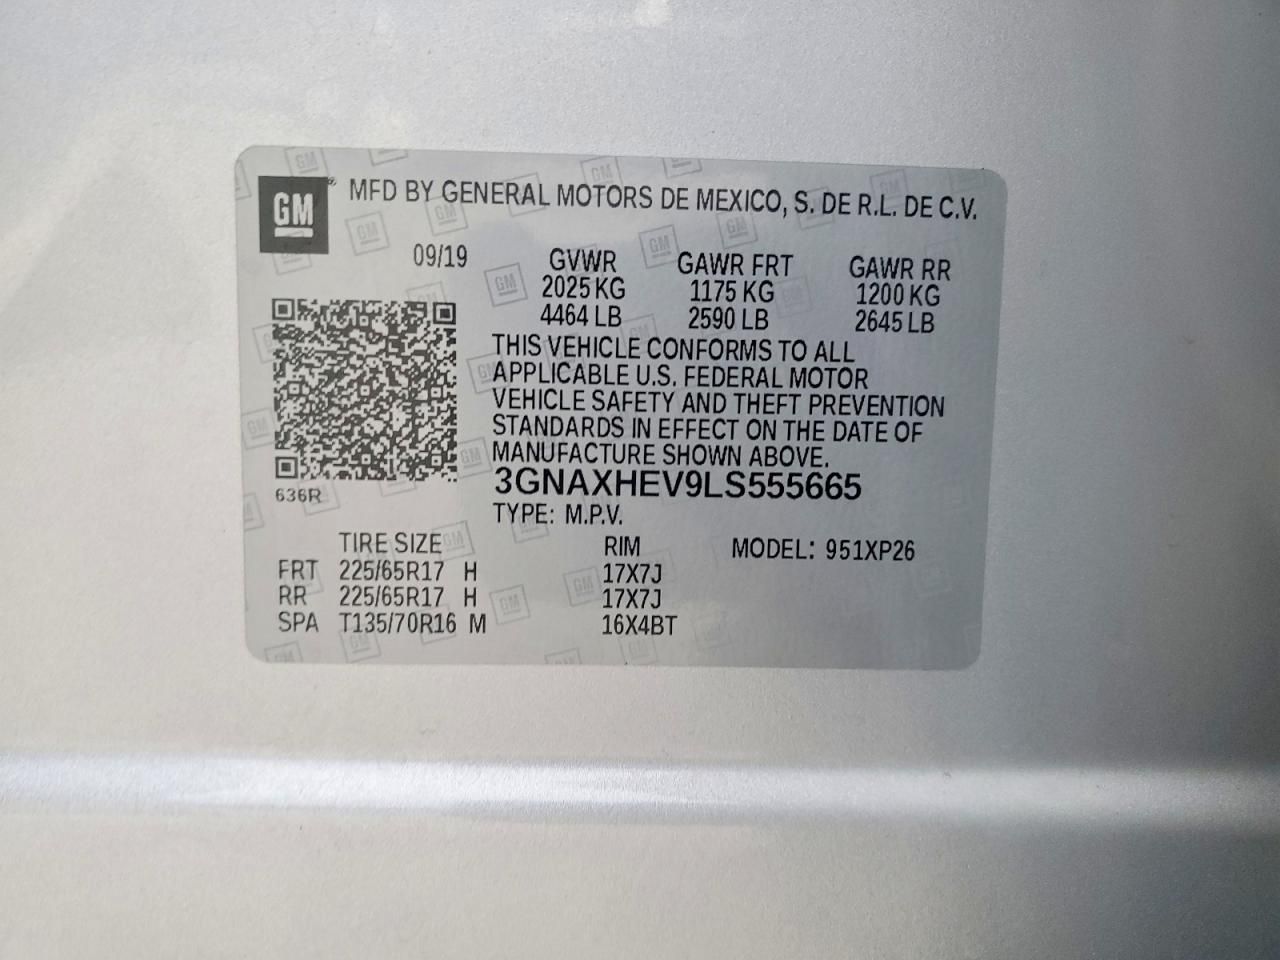 GM ® MFD BY GENERAL MOTORS DE MEXICO, S. DE R.L. DE C.V.
09/19 GVWR GAWR FRT GAWR RR
2025 KG 1175 KG 1200 KG
4464 LB 2590 LB 2645 LB
THIS VEHICLE CONFORMS TO ALL
APPLICABLE U.S. FEDERAL MOTOR
VEHICLE SAFETY AND THEFT PREVENTION
STANDARDS IN EFFECT ON THE DATE OF
MANUFACTURE SHOWN ABOVE.
3GNAXHEV9LS555665
636R
TYPE: M.P.V.
TIRE SIZE RIM MODEL: 951XP26
FRT 225/65R17 H 17X7J
RR 225/65R17 H 17X7J
SPA T135/70R16 M 16X4BT